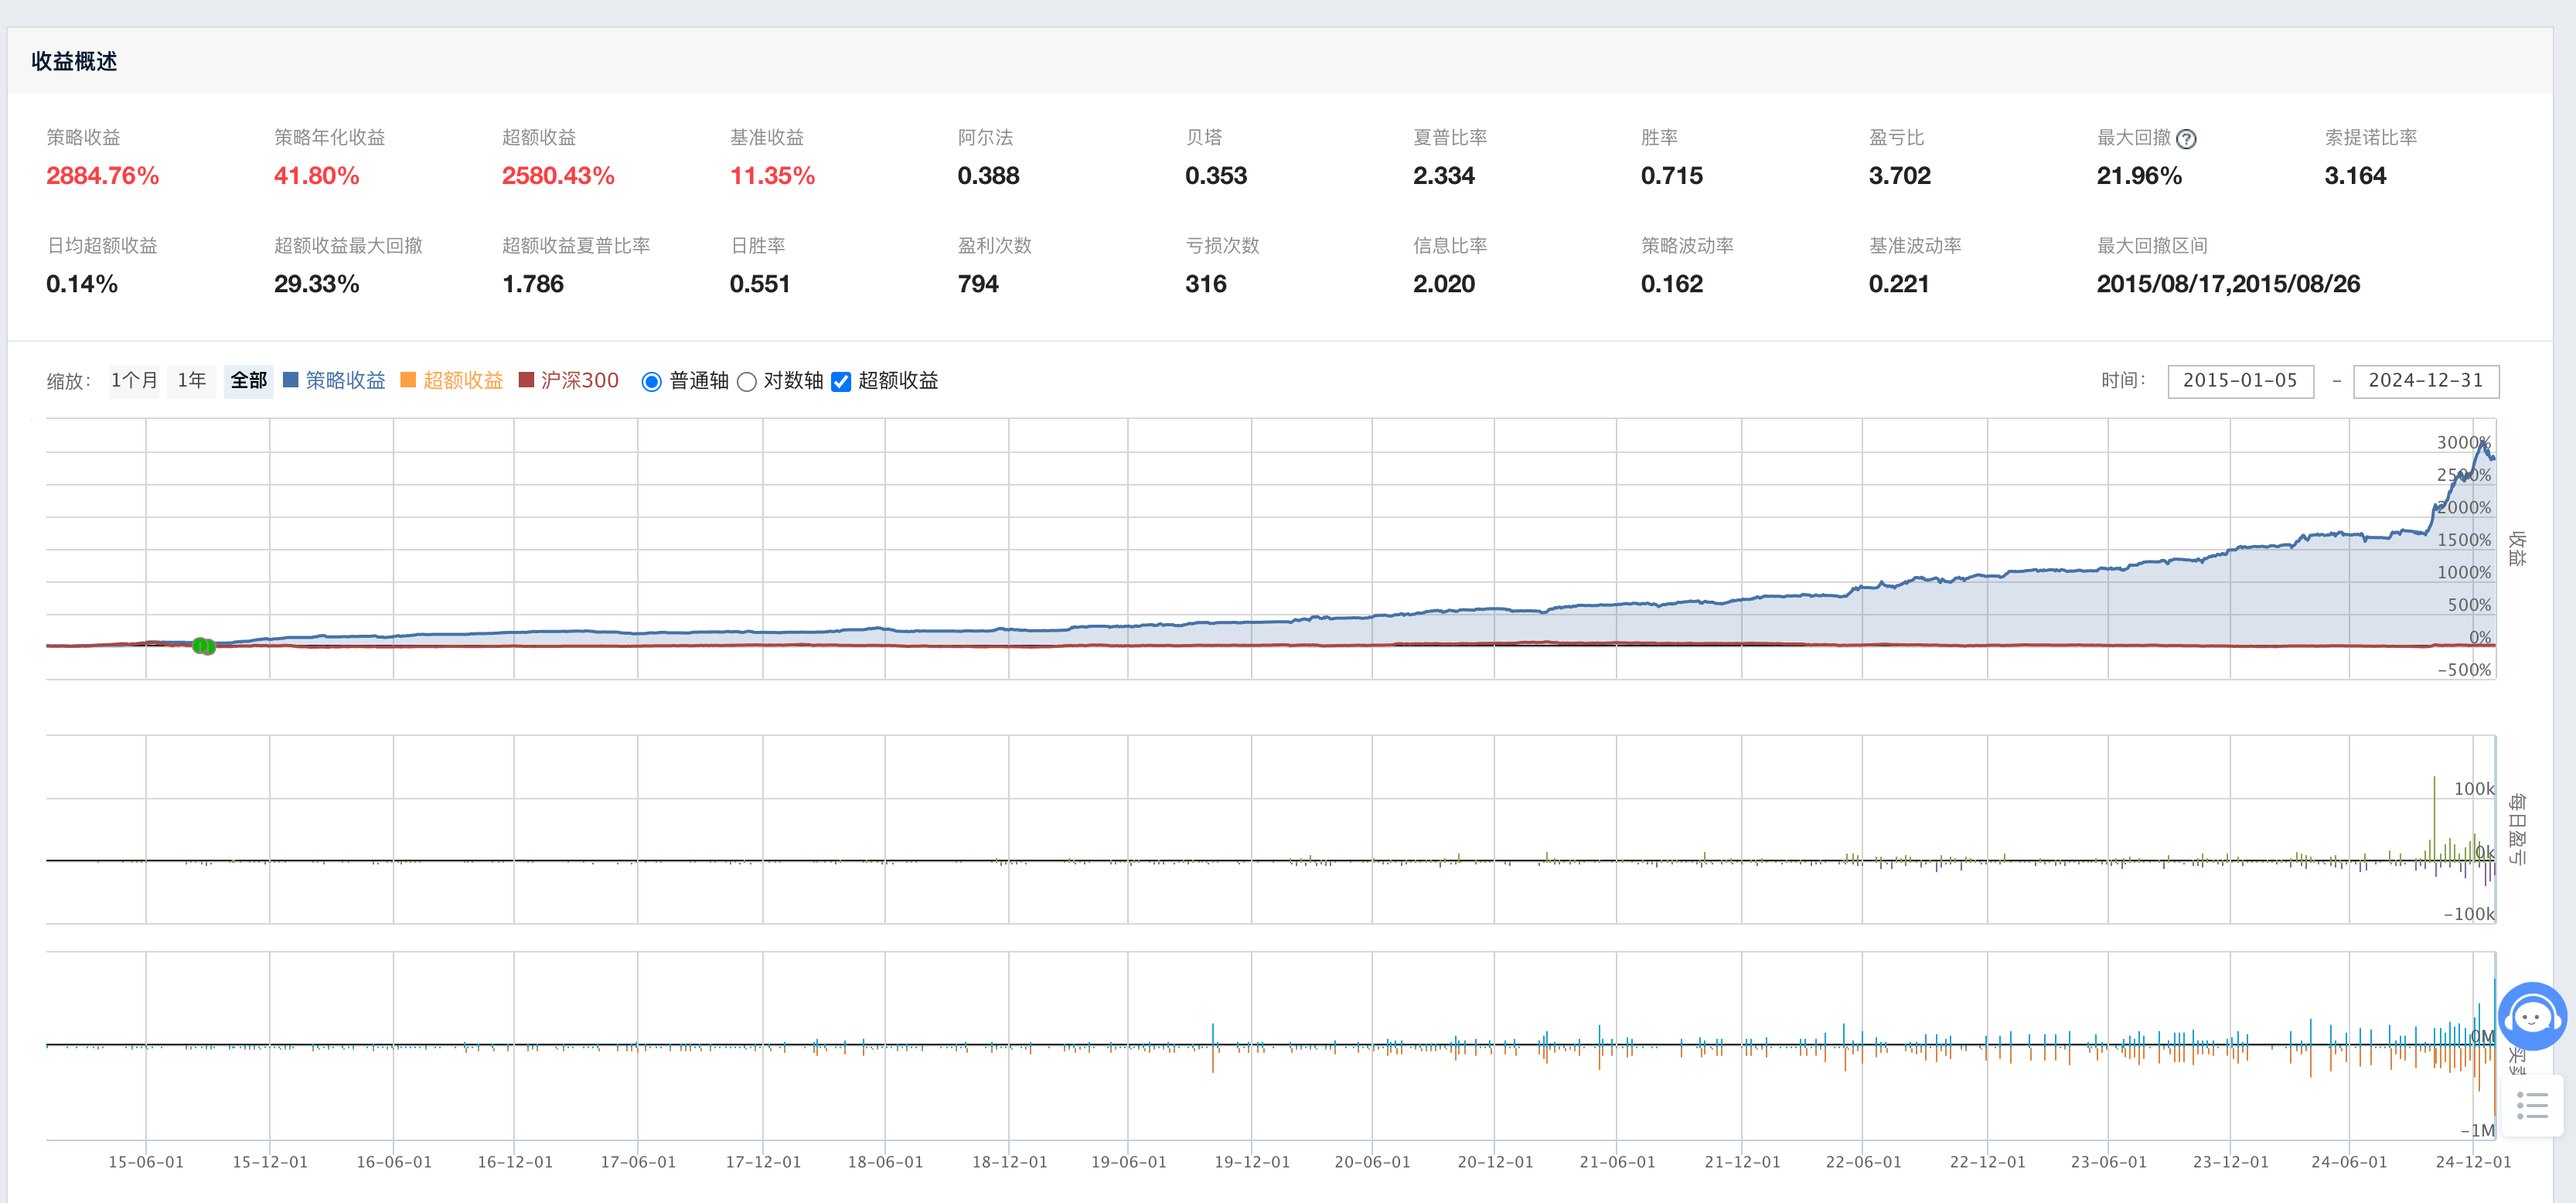 收益概述
策略收益 策略年化收益 超额收益 基准收益 阿尔法 贝塔 夏普比率 胜率 盈亏比 最大回撤 ? 索提诺比率
2884.76% 41.80% 2580.43% 11.35% 0.388 0.353 2.334 0.715 3.702 21.96% 3.164
日均超额收益 超额收益最大回撤 超额收益夏普比率 日胜率 盈利次数 亏损次数 信息比率 策略波动率 基准波动率 最大回撤区间
0.14% 29.33% 1.786 0.551 794 316 2.020 0.162 0.221 2015/08/17,2015/08/26
缩放： 1个月 1年 全部 策略收益 超额收益 沪深300 普通轴 对数轴 超额收益 时间： 2015-01-05 - 2024-12-31
3000%
2500%
2000%
1500%
1000%
500%
0%
-500%
收益
100k
0k
-100k
每日盈亏
0M
-1M
买
15-06-01 15-12-01 16-06-01 16-12-01 17-06-01 17-12-01 18-06-01 18-12-01 19-06-01 19-12-01 20-06-01 20-12-01 21-06-01 21-12-01 22-06-01 22-12-01 23-06-01 23-12-01 24-06-01 24-12-01